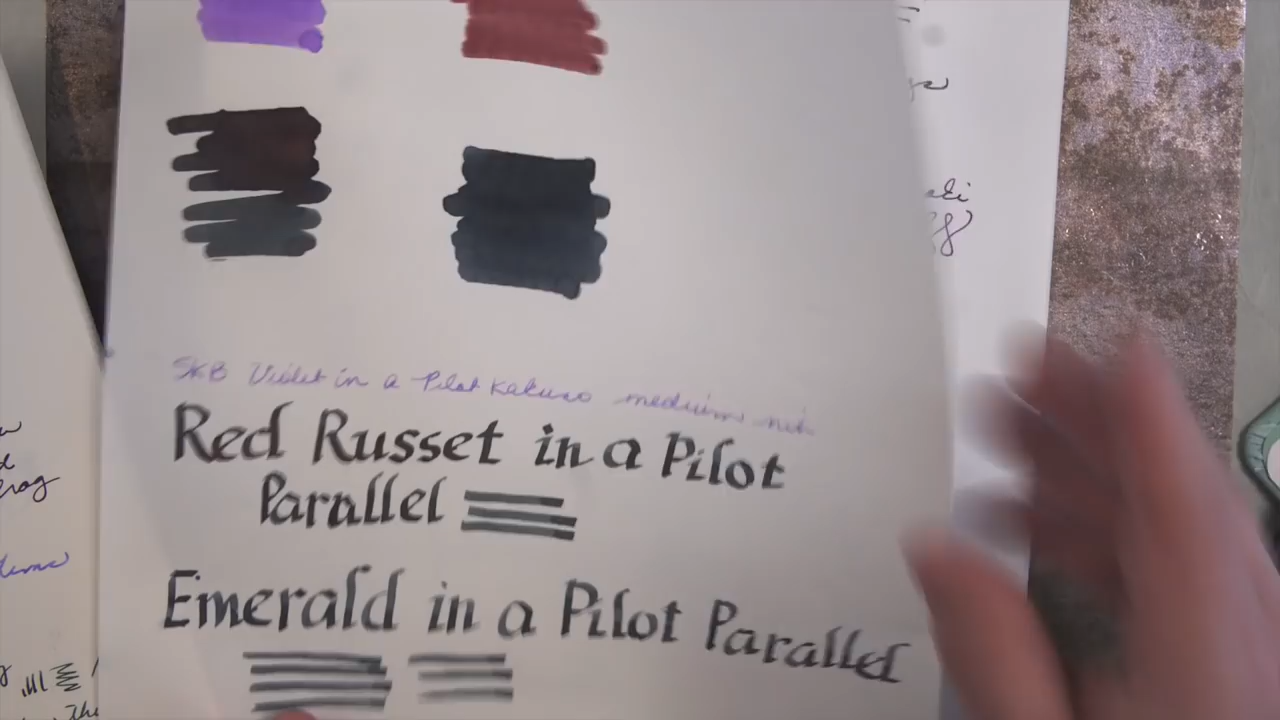 SKB Violet in a Pilot Kakuno medium nib
Red Russet in a Pilot
Parallel
Emerald in a Pilot Parallel